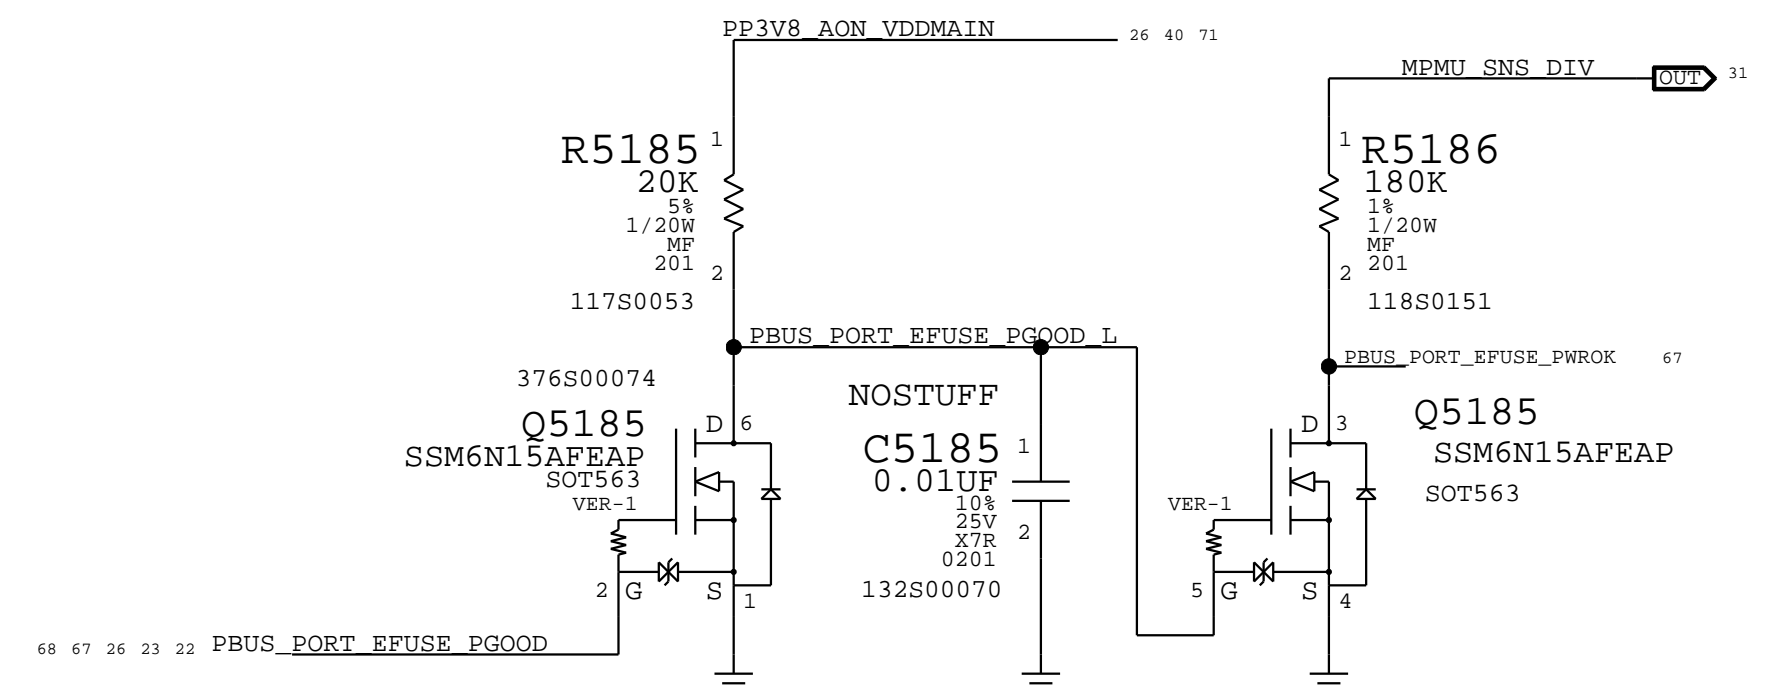 PP3V8_AON_VDDMAIN
26 40 71
MPMU_SNS_DIV
OUT
31
1
R5185
20K
5%
1/20W
MF
201
2
117S0053
1
R5186
180K
1%
1/20W
MF
201
2
118S0151
PBUS_PORT_EFUSE_PGOOD_L
PBUS_PORT_EFUSE_PWROK
67
376S00074
Q5185
SSM6N15AFEAP
SOT563
VER-1
D
6
2
G
S
1
NOSTUFF
C5185
0.01UF
10%
25V
X7R
0201
1
2
132S00070
Q5185
SSM6N15AFEAP
SOT563
VER-1
D
3
5
G
S
4
68 67 26 23 22
PBUS_PORT_EFUSE_PGOOD